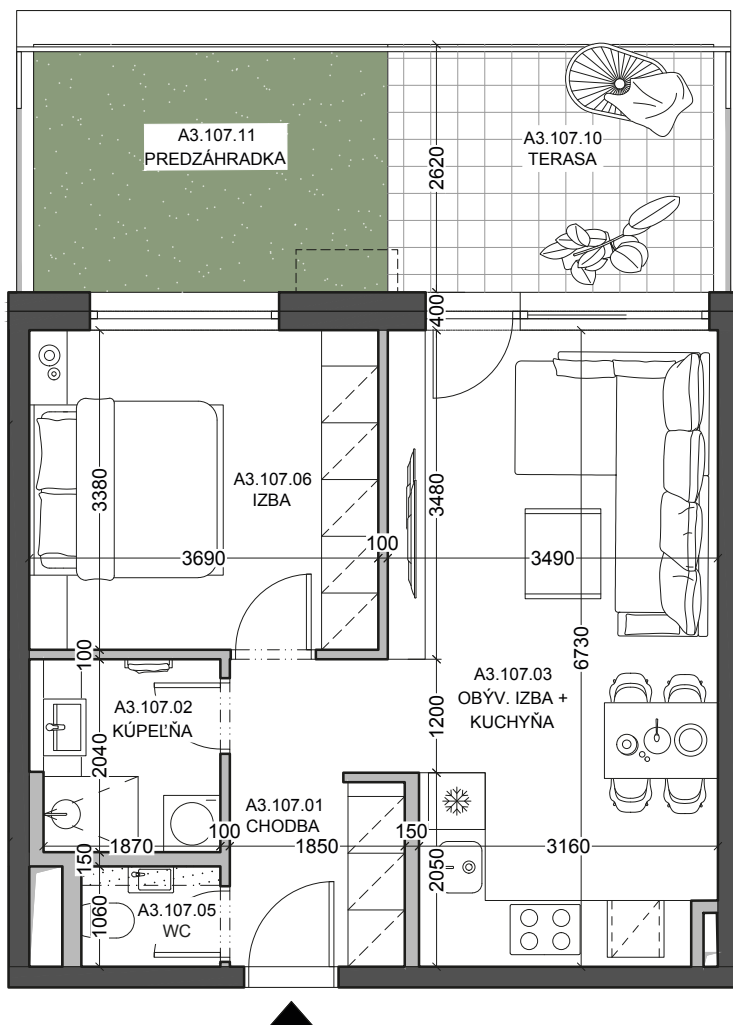 A3.107.11
PREDZÁHRADKA
A3.107.10
TERASA
2620
400
A3.107.06
IZBA
3380
3480
3690
100
3490
6730
100
A3.107.03
OBÝV. IZBA +
KUCHYŇA
A3.107.02
KÚPEĽŇA
2040
1200
A3.107.01
CHODBA
1870
100
1850
150
3160
150
2050
A3.107.05
WC
1060